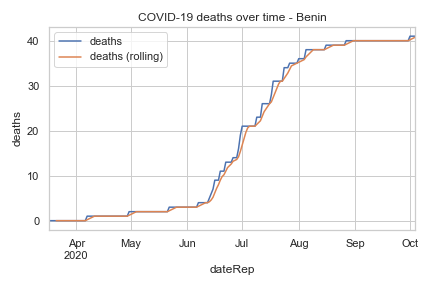 COVID-19 deaths over time - Benin
deaths
deaths (rolling)
40
30
20
10
0
deaths
Apr May Jun Jul Aug Sep Oct
2020
dateRep